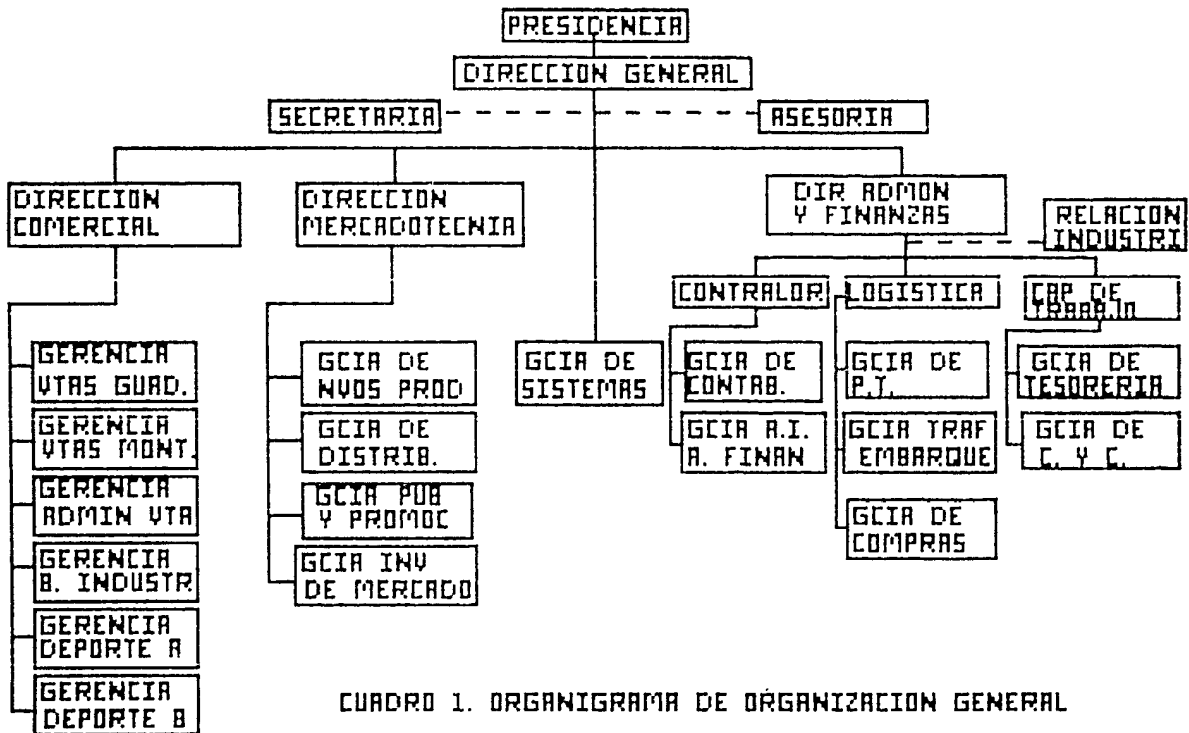 PRESIDENCIA
DIRECCION GENERAL
SECRETARIA
ASESORIA
DIRECCION
COMERCIAL
DIRECCION
MERCADOTECNIA
DIR ADMON
Y FINANZAS
RELACION
INDUSTRI
CONTRALOR
LOGISTICA
CAP DE
TRABAJO
GERENCIA
VTAS GUAD.
GERENCIA
VTAS MONT.
GERENCIA
ADMIN VTA
GERENCIA
B. INDUSTR
GERENCIA
DEPORTE A
GERENCIA
DEPORTE B
GCIA DE
NVOS PROD
GCIA DE
DISTRIB.
GCIA PUB
Y PROMOC
GCIA INV
DE MERCADO
GCIA DE
SISTEMAS
GCIA DE
CONTAB.
GCIA A.I.
A. FINAN
GCIA DE
P.T.
GCIA TRAF
EMBARQUE
GCIA DE
COMPRAS
GCIA DE
TESORERIA
GCIA DE
C. Y C.
CUADRO 1. ORGANIGRAMA DE ORGANIZACION GENERAL